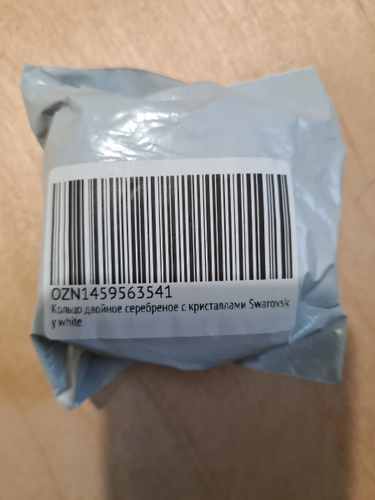 OZN1459563541
Кольцо двойное серебреное с кристаллами Swarovsk
y white